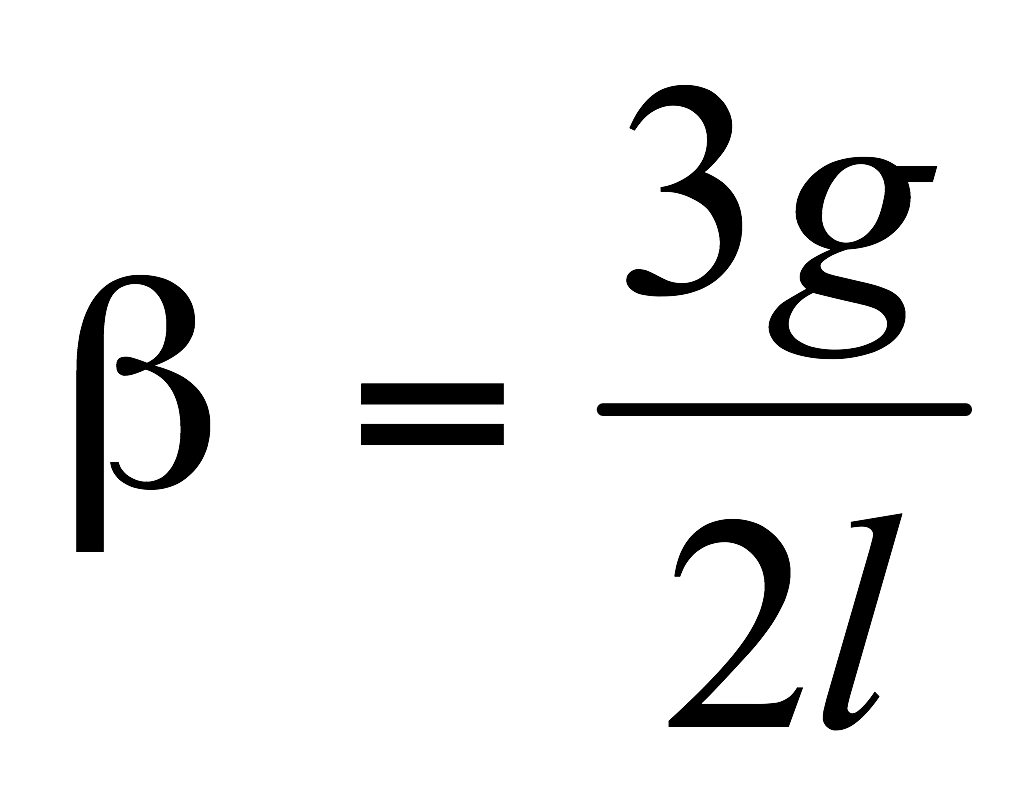 β = 3g/2l